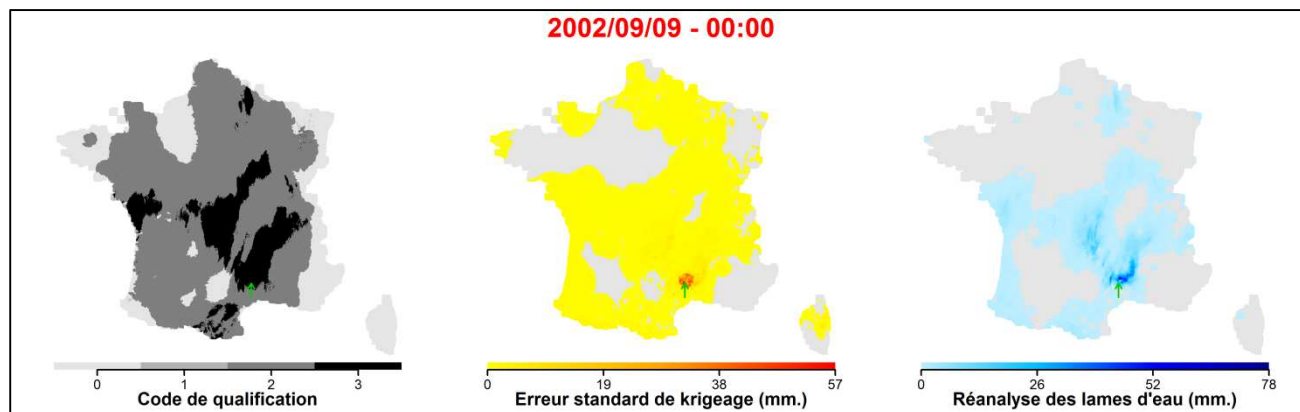 2002/09/09 - 00:00
0 1 2 3
Code de qualification
0 19 38 57
Erreur standard de krigeage (mm.)
0 26 52 78
Réanalyse des lames d'eau (mm.)